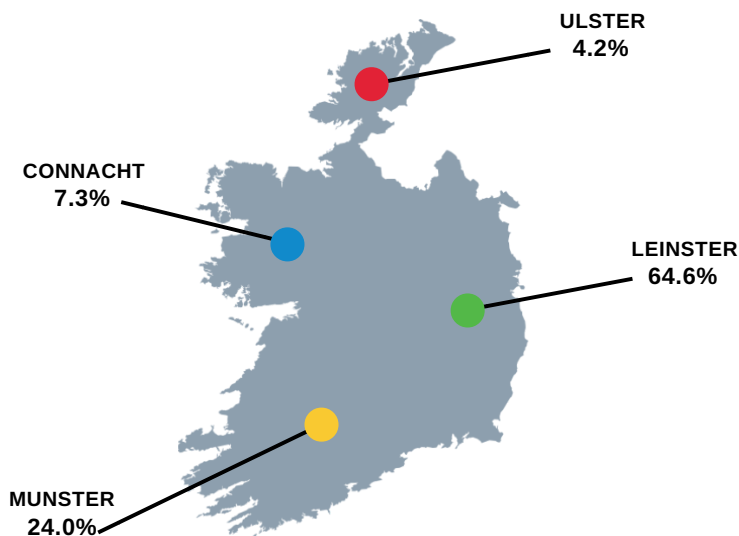 ULSTER
4.2%
CONNACHT
7.3%
LEINSTER
64.6%
MUNSTER
24.0%